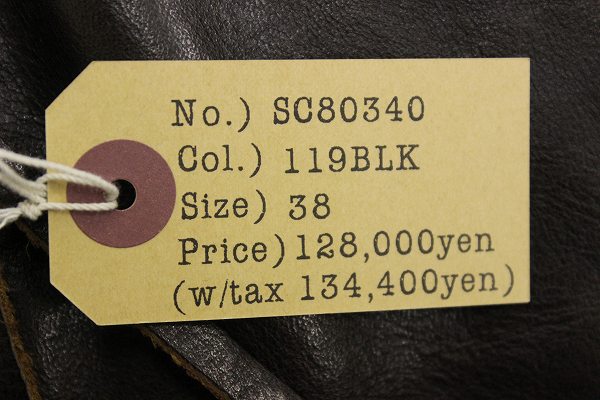 No.) SC80340
Col.) 119BLK
Size) 38
Price) 128,000yen
(w/tax 134,400yen)